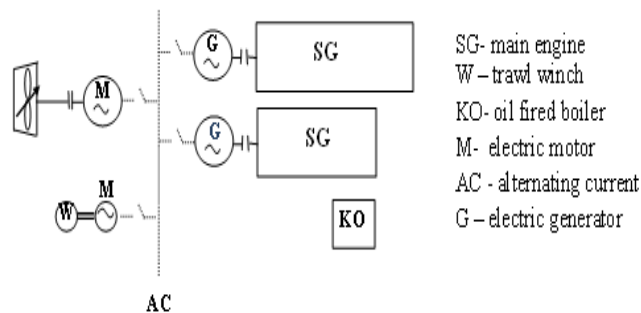 G
SG
M
G
SG
W M
KO
AC
SG- main engine
W – trawl winch
KO- oil fired boiler
M- electric motor
AC - alternating current
G – electric generator